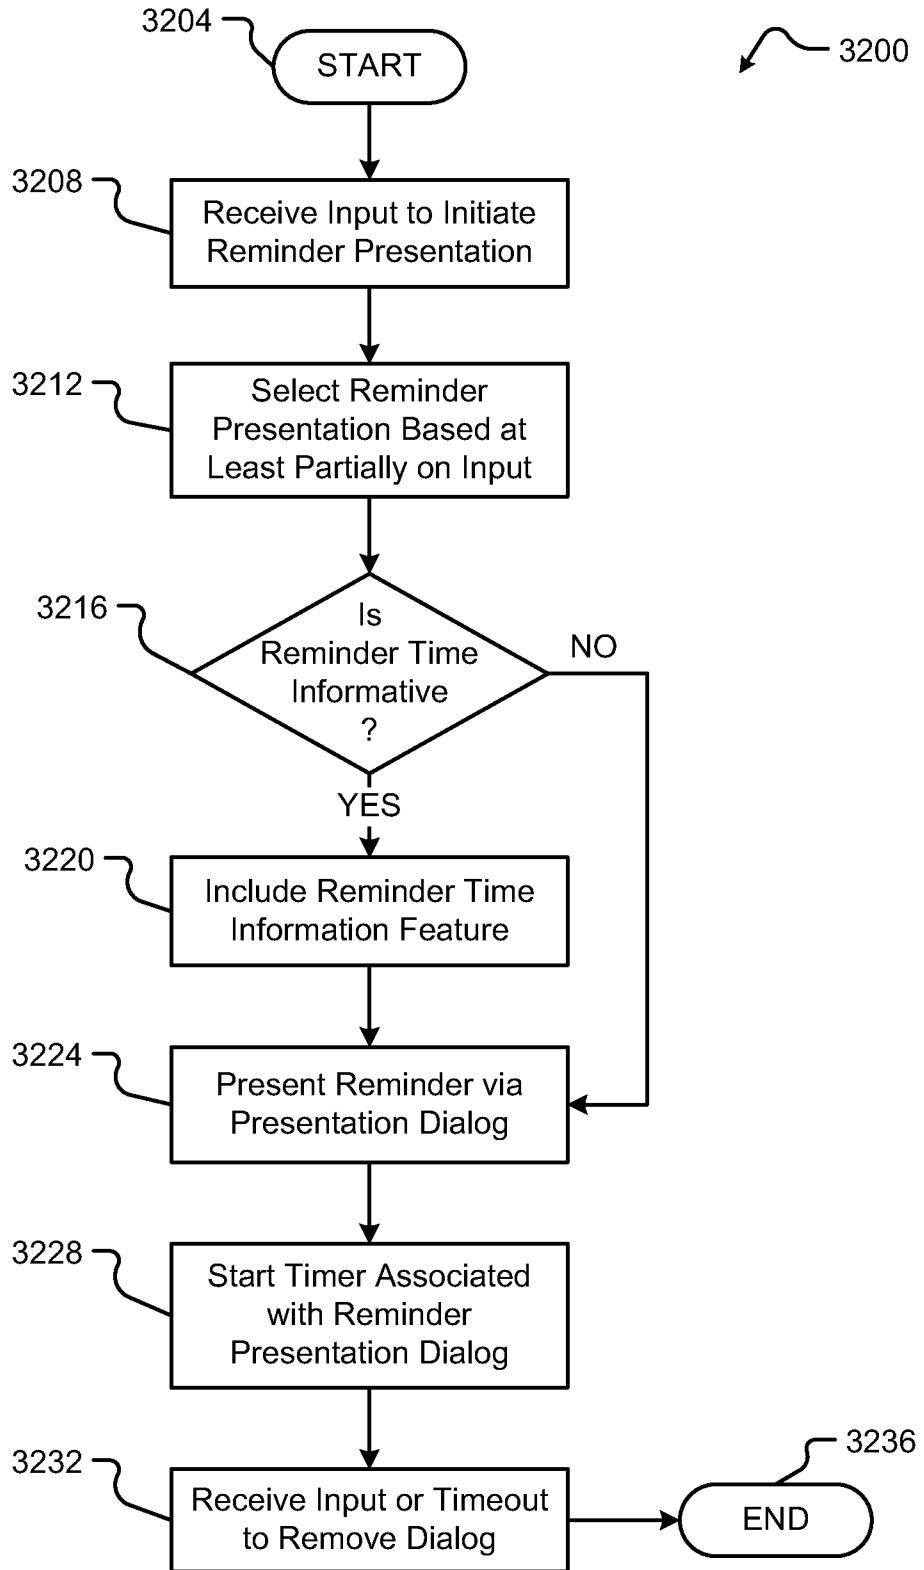 3204
START
3200
3208
Receive Input to Initiate
Reminder Presentation
3212
Select Reminder
Presentation Based at
Least Partially on Input
3216
Is
Reminder Time
Informative
?
NO
YES
3220
Include Reminder Time
Information Feature
3224
Present Reminder via
Presentation Dialog
3228
Start Timer Associated
with Reminder
Presentation Dialog
3232
Receive Input or Timeout
to Remove Dialog
3236
END